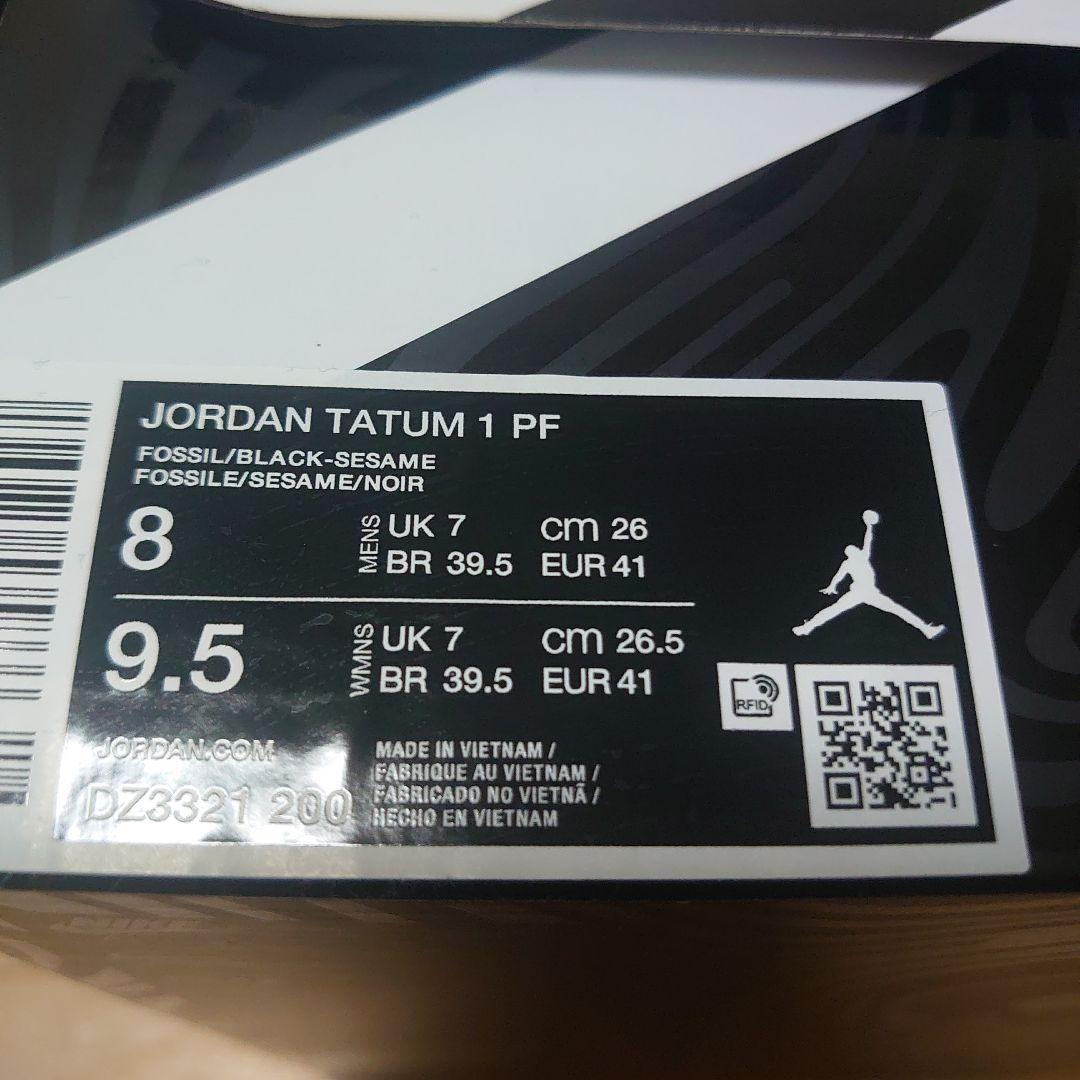 JORDAN TATUM 1 PF
FOSSIL/BLACK-SESAME
FOSSILE/SESAME/NOIR
8 MENS UK 7 cm 26
BR 39.5 EUR 41
9.5 WMNS UK 7 cm 26.5
BR 39.5 EUR 41
RFID
JORDAN.COM
DZ3321 200
MADE IN VIETNAM /
FABRIQUE AU VIETNAM /
FABRICADO NO VIETNÃ /
HECHO EN VIETNAM